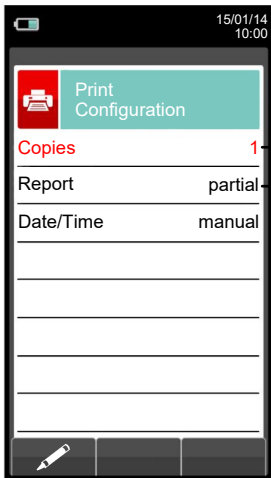 15/01/14
10:00
Print
Configuration
Copies 1
Report partial
Date/Time manual